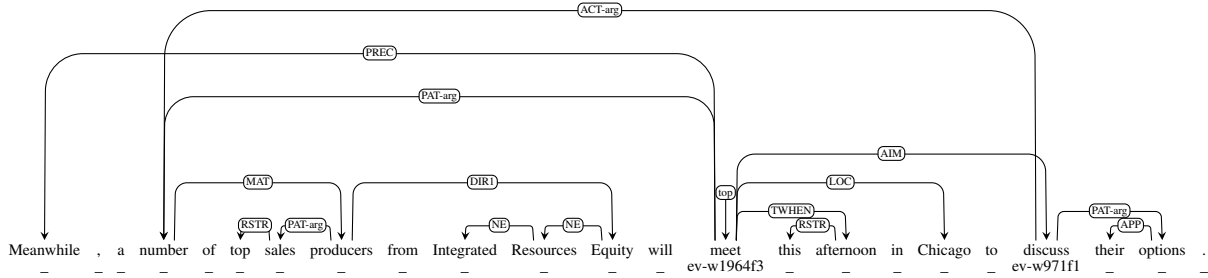 ACT-arg
PREC
PAT-arg
AIM
MAT DIR1 top LOC
RSTR PAT-arg NE NE TWHEN RSTR PAT-arg APP
Meanwhile , a number of top sales producers from Integrated Resources Equity will meet this afternoon in Chicago to discuss their options .
_ _ _ _ _ _ _ _ _ _ _ _ _ ev-w1964f3 _ _ _ _ _ ev-w971f1 _ _ _